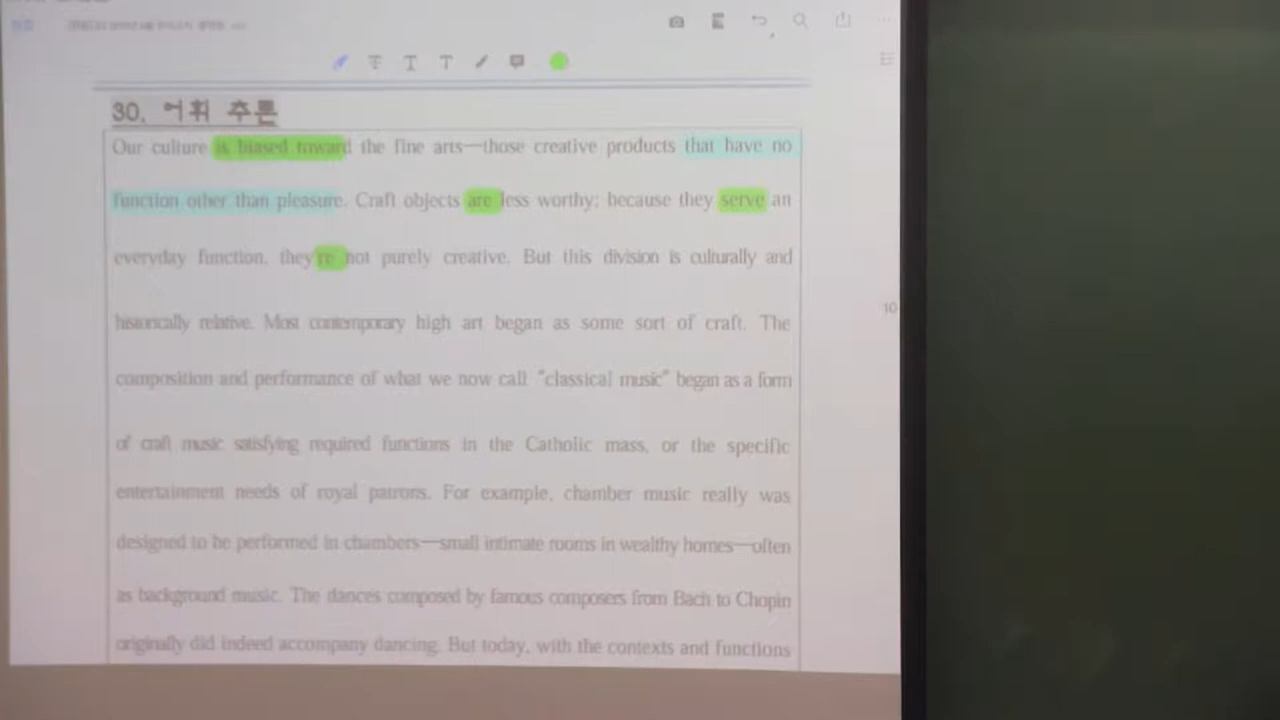 30. 어휘 추론
Our culture is biased toward the fine arts—those creative products that have no
function other than pleasure. Craft objects are less worthy; because they serve an
everyday function, they're not purely creative. But this division is culturally and
historically relative. Most contemporary high art began as some sort of craft. The
composition and performance of what we now call "classical music" began as a form
of craft music satisfying required functions in the Catholic mass, or the specific
entertainment needs of royal patrons. For example, chamber music really was
designed to be performed in chambers—small intimate rooms in wealthy homes—often
as background music. The dances composed by famous composers from Bach to Chopin
originally did indeed accompany dancing. But today, with the contexts and functions
10